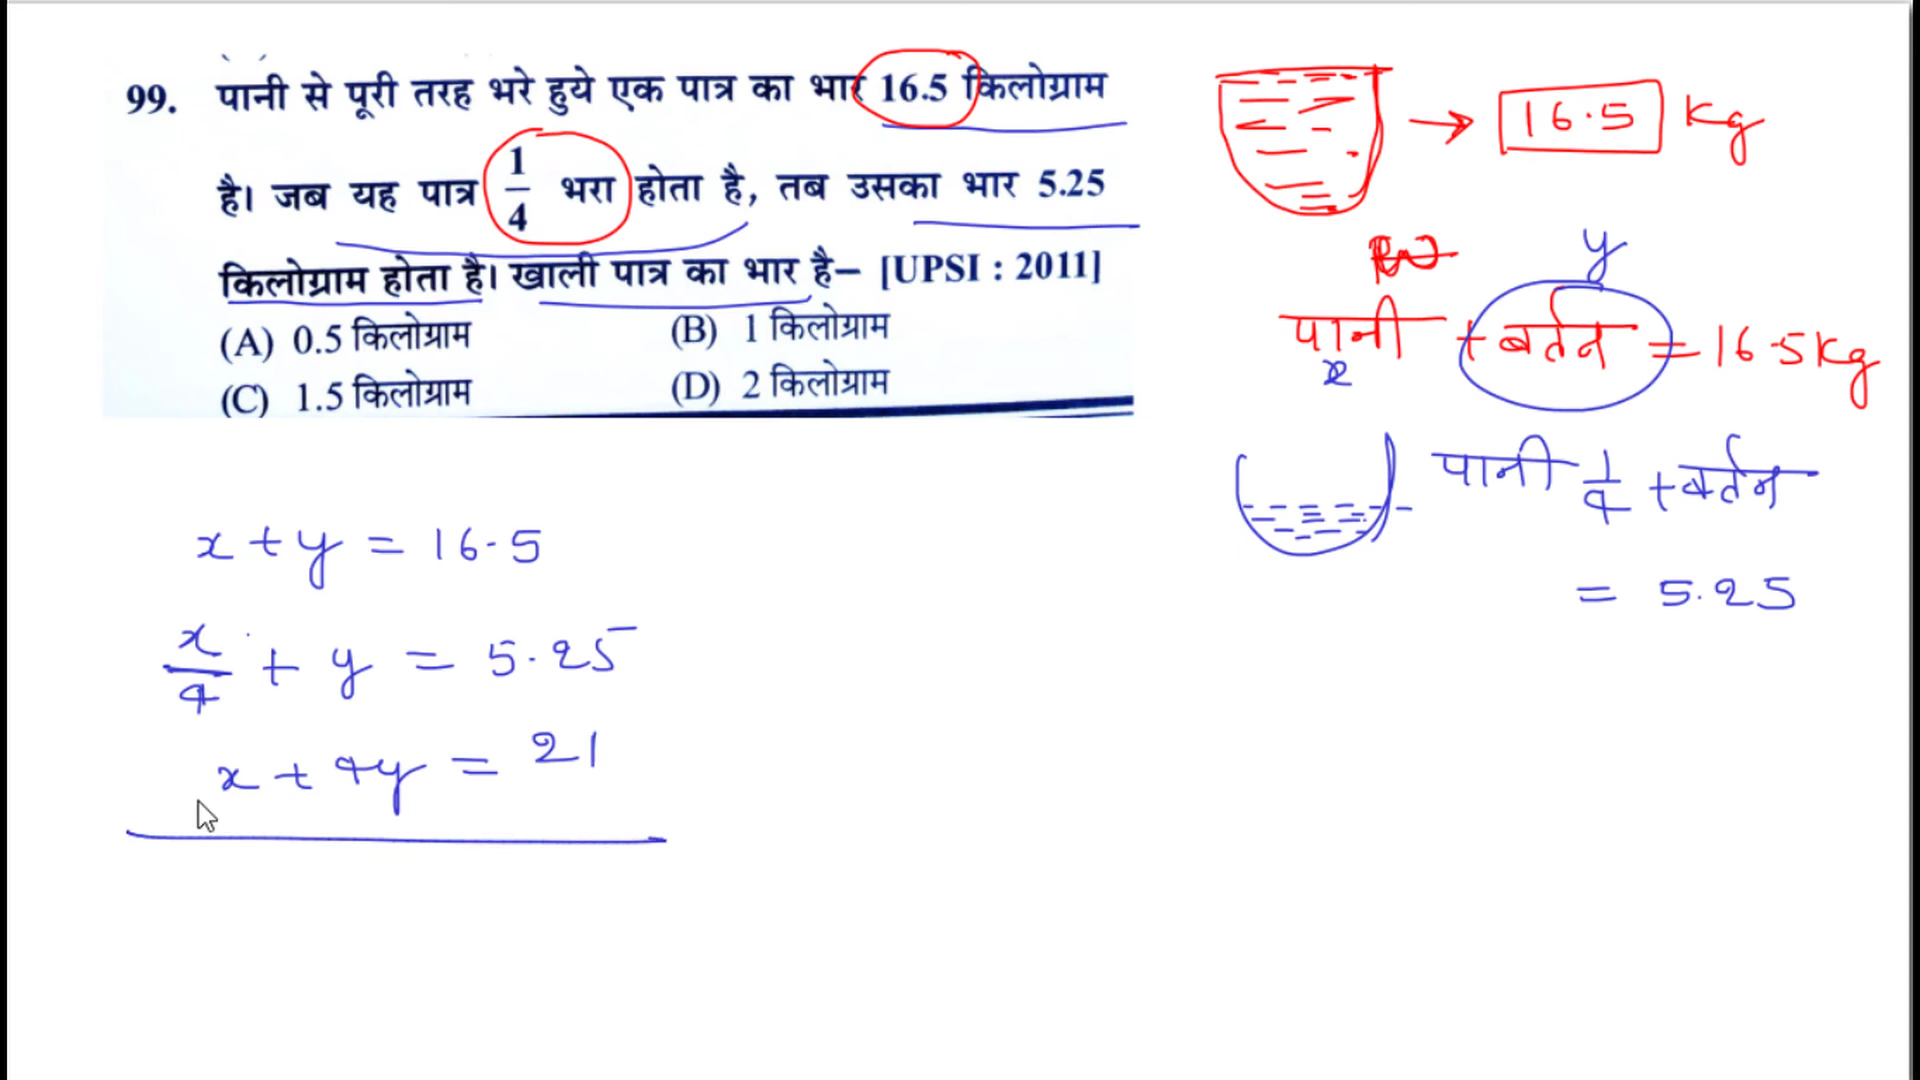 99. पानी से पूरी तरह भरे हुये एक पात्र का भार 16.5 किलोग्राम
है। जब यह पात्र 1/4 भरा होता है, तब उसका भार 5.25
किलोग्राम होता है। खाली पात्र का भार है– [UPSI : 2011]
(A) 0.5 किलोग्राम (B) 1 किलोग्राम
(C) 1.5 किलोग्राम (D) 2 किलोग्राम
→ 16.5 kg
y
पानी + बर्तन = 16.5 kg
x
पानी 1/4 + बर्तन
= 5.25
x + y = 16.5
x/4 + y = 5.25
x + 4y = 21